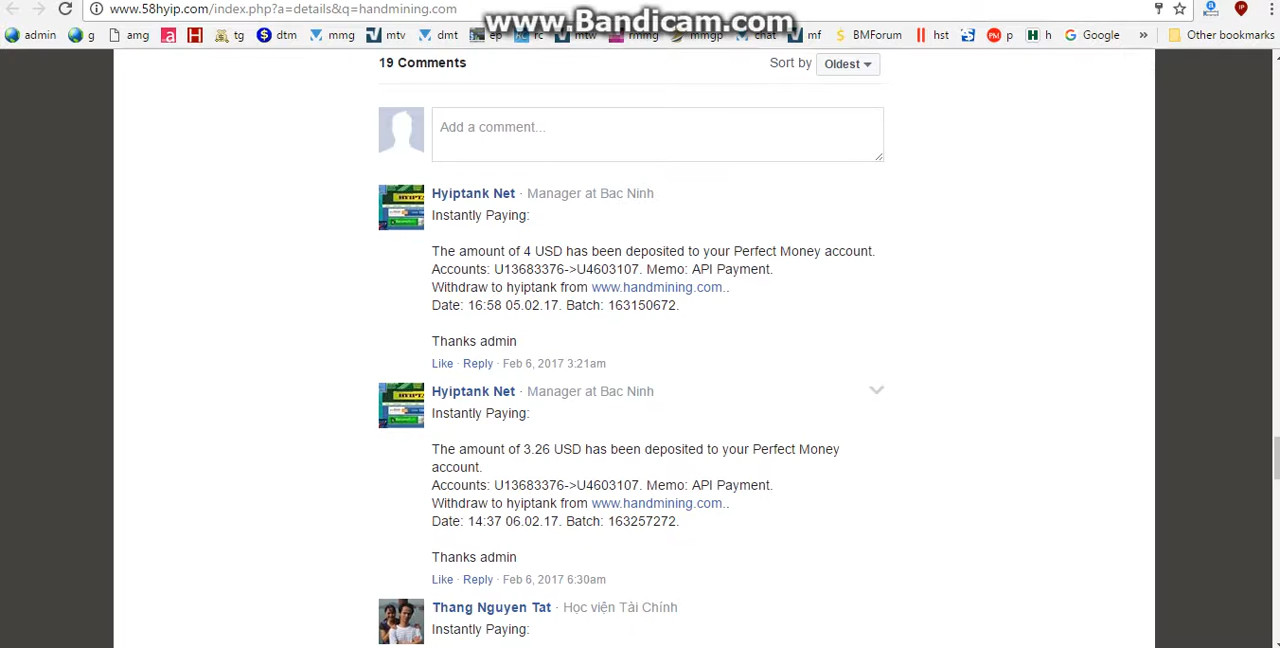 www.58hyip.com/index.php?a=details&q=handmining.com
www.Bandicam.com
admin g amg tg dtm mmg mtv dmt ep rc mtw mmg mmgp chat mf BMForum hst p h Google » Other bookmarks
19 Comments
Sort by Oldest
Add a comment...
Hyiptank Net · Manager at Bac Ninh
Instantly Paying:
The amount of 4 USD has been deposited to your Perfect Money account.
Accounts: U13683376->U4603107. Memo: API Payment.
Withdraw to hyiptank from www.handmining.com..
Date: 16:58 05.02.17. Batch: 163150672.
Thanks admin
Like · Reply · Feb 6, 2017 3:21am
Hyiptank Net · Manager at Bac Ninh
Instantly Paying:
The amount of 3.26 USD has been deposited to your Perfect Money
account.
Accounts: U13683376->U4603107. Memo: API Payment.
Withdraw to hyiptank from www.handmining.com..
Date: 14:37 06.02.17. Batch: 163257272.
Thanks admin
Like · Reply · Feb 6, 2017 6:30am
Thang Nguyen Tat · Học viện Tài Chính
Instantly Paying: